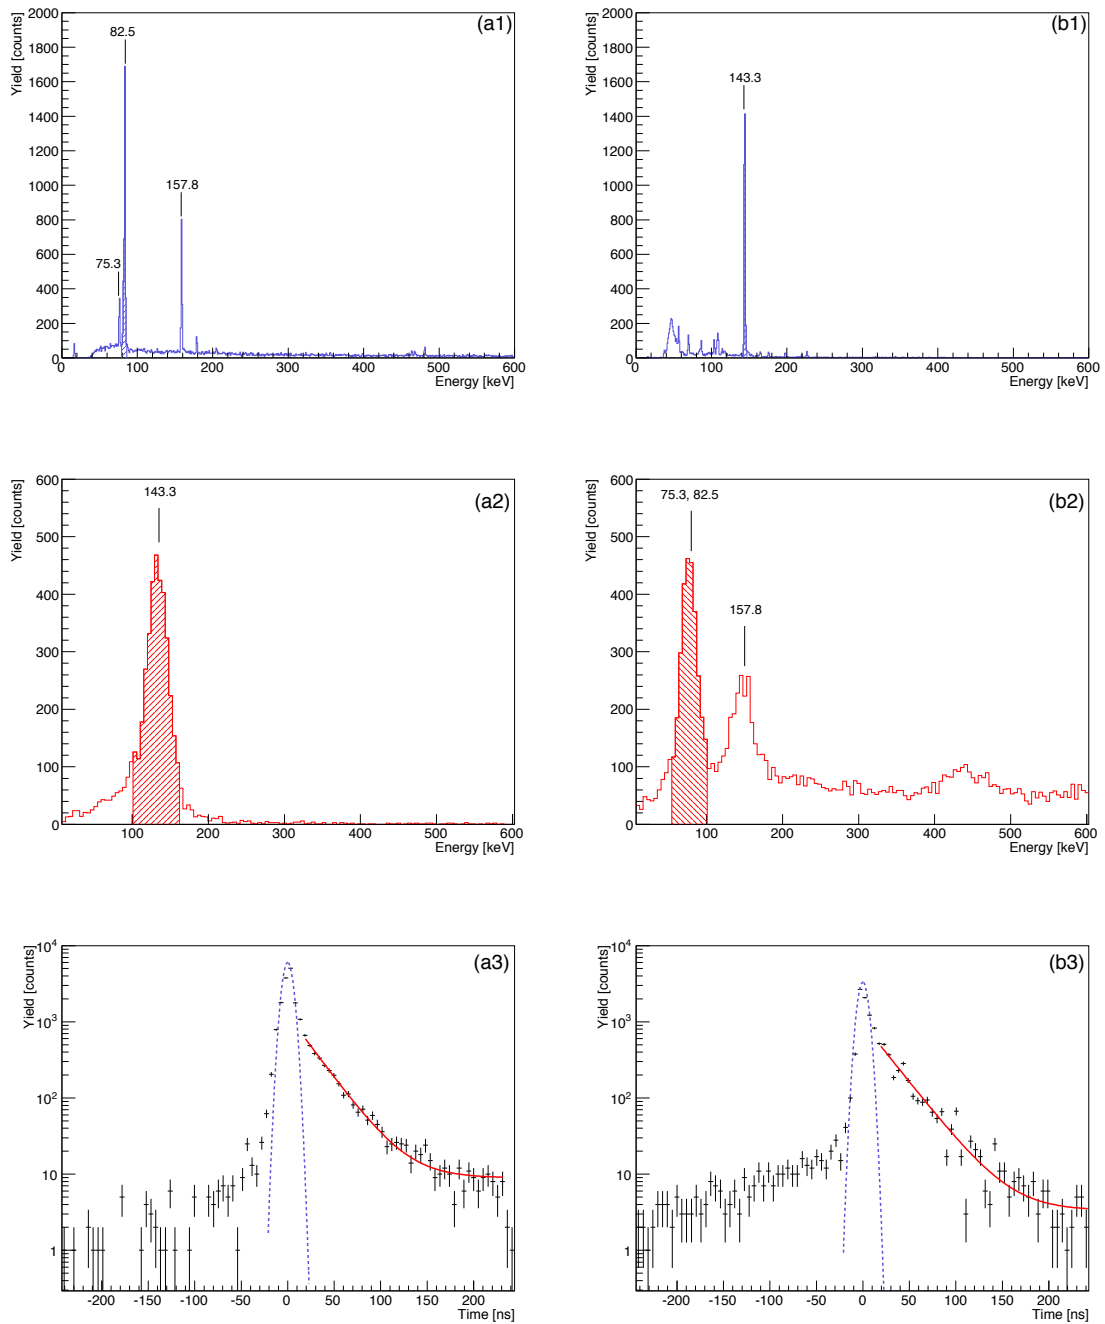 (a1)
Yield [counts]
2000
1800
1600
1400
1200
1000
800
600
400
200
0
82.5
75.3
157.8
0 100 200 300 400 500 600
Energy [keV]
(b1)
Yield [counts]
2000
1800
1600
1400
1200
1000
800
600
400
200
0
143.3
0 100 200 300 400 500 600
Energy [keV]
(a2)
Yield [counts]
600
500
400
300
200
100
0
143.3
100 200 300 400 500 600
Energy [keV]
(b2)
Yield [counts]
600
500
400
300
200
100
0
75.3, 82.5
157.8
100 200 300 400 500 600
Energy [keV]
(a3)
Yield [counts]
10^4
10^3
10^2
10
1
-200 -150 -100 -50 0 50 100 150 200
Time [ns]
(b3)
Yield [counts]
10^4
10^3
10^2
10
1
-200 -150 -100 -50 0 50 100 150 200
Time [ns]